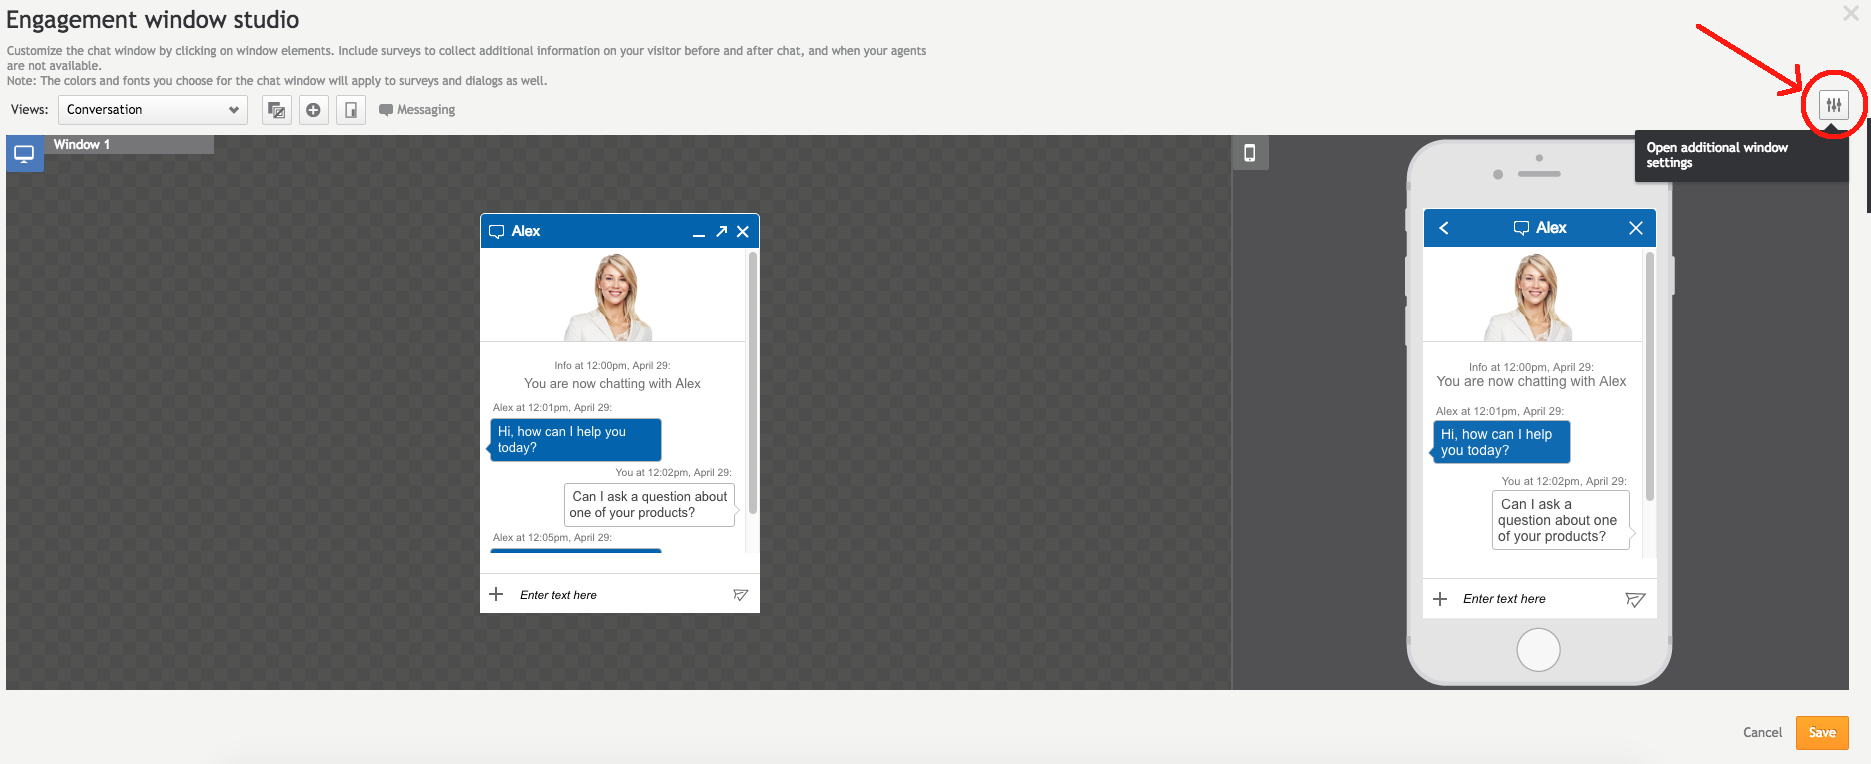 Engagement window studio
Customize the chat window by clicking on window elements. Include surveys to collect additional information on your visitor before and after chat, and when your agents
are not available.
Note: The colors and fonts you choose for the chat window will apply to surveys and dialogs as well.
Views:
Conversation
Messaging
Open additional window
settings
Window 1
Alex
Info at 12:00pm, April 29:
You are now chatting with Alex
Alex at 12:01pm, April 29:
Hi, how can I help you
today?
You at 12:02pm, April 29:
Can I ask a question about
one of your products?
Alex at 12:05pm, April 29:
Enter text here
Alex
Info at 12:00pm, April 29:
You are now chatting with Alex
Alex at 12:01pm, April 29:
Hi, how can I help
you today?
You at 12:02pm, April 29:
Can I ask a
question about one
of your products?
Enter text here
Cancel
Save